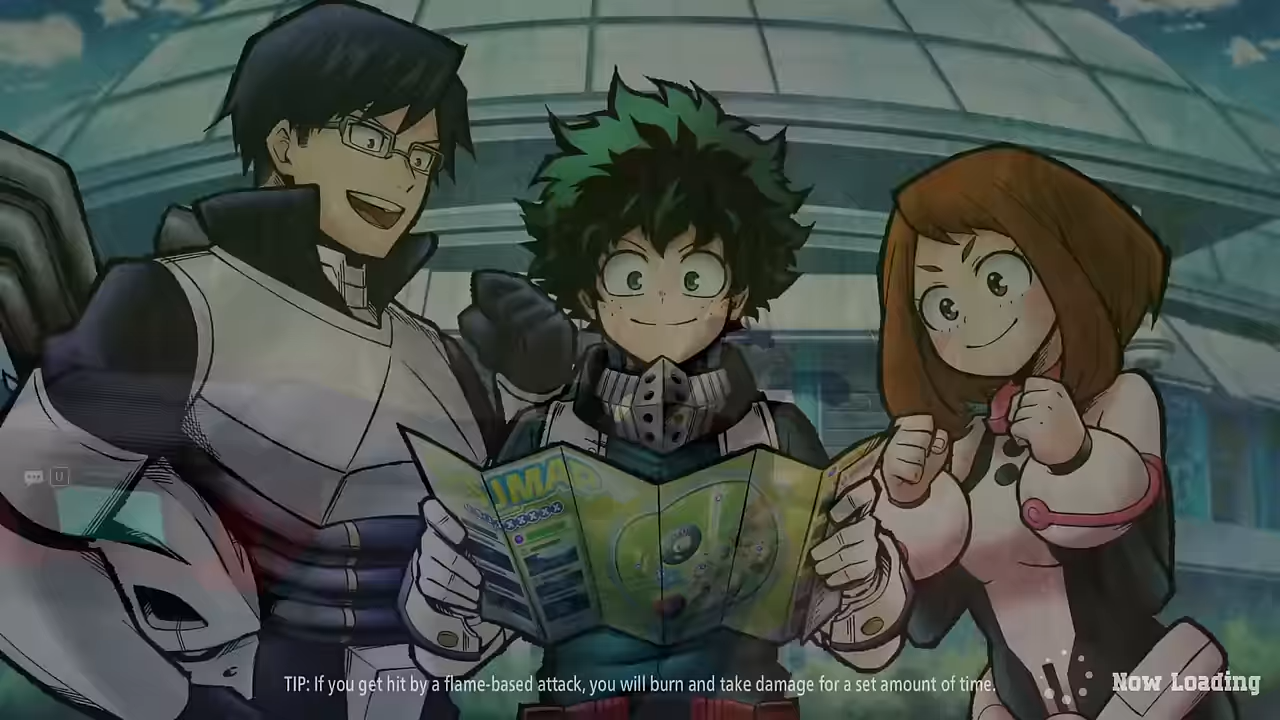 U
MAP
TIP: If you get hit by a flame-based attack, you will burn and take damage for a set amount of time.
Now Loading